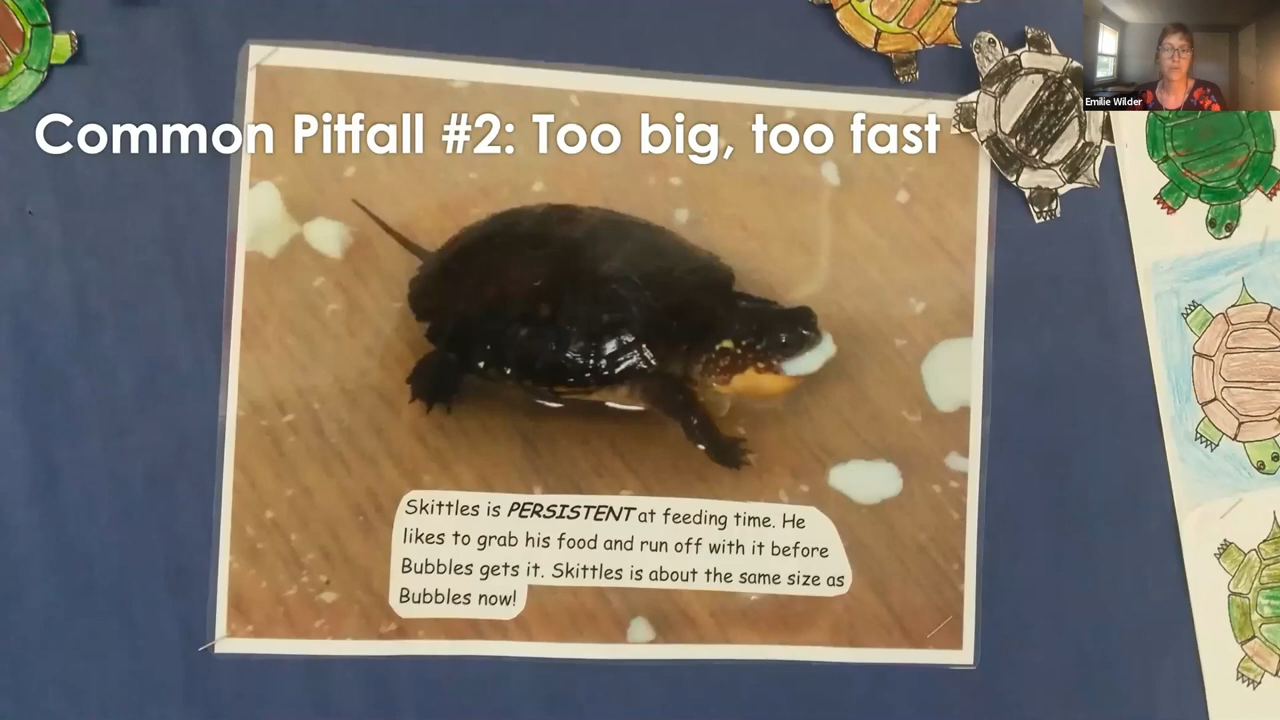 Emilie Wilder
Common Pitfall #2: Too big, too fast
Skittles is PERSISTENT at feeding time. He
likes to grab his food and run off with it before
Bubbles gets it. Skittles is about the same size as
Bubbles now!